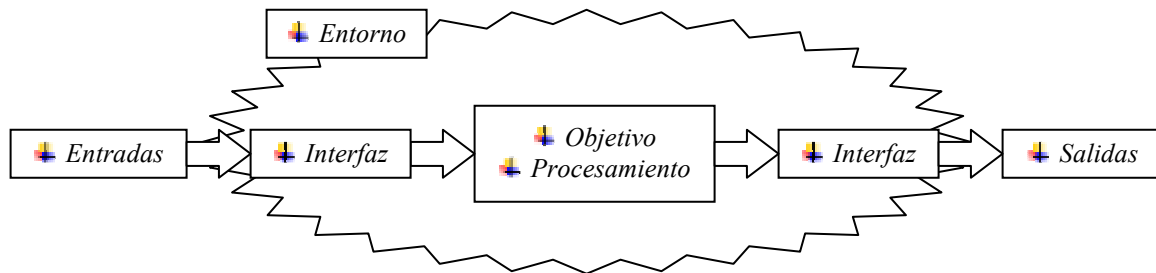 Entorno
Entradas
Interfaz
Objetivo
Procesamiento
Interfaz
Salidas